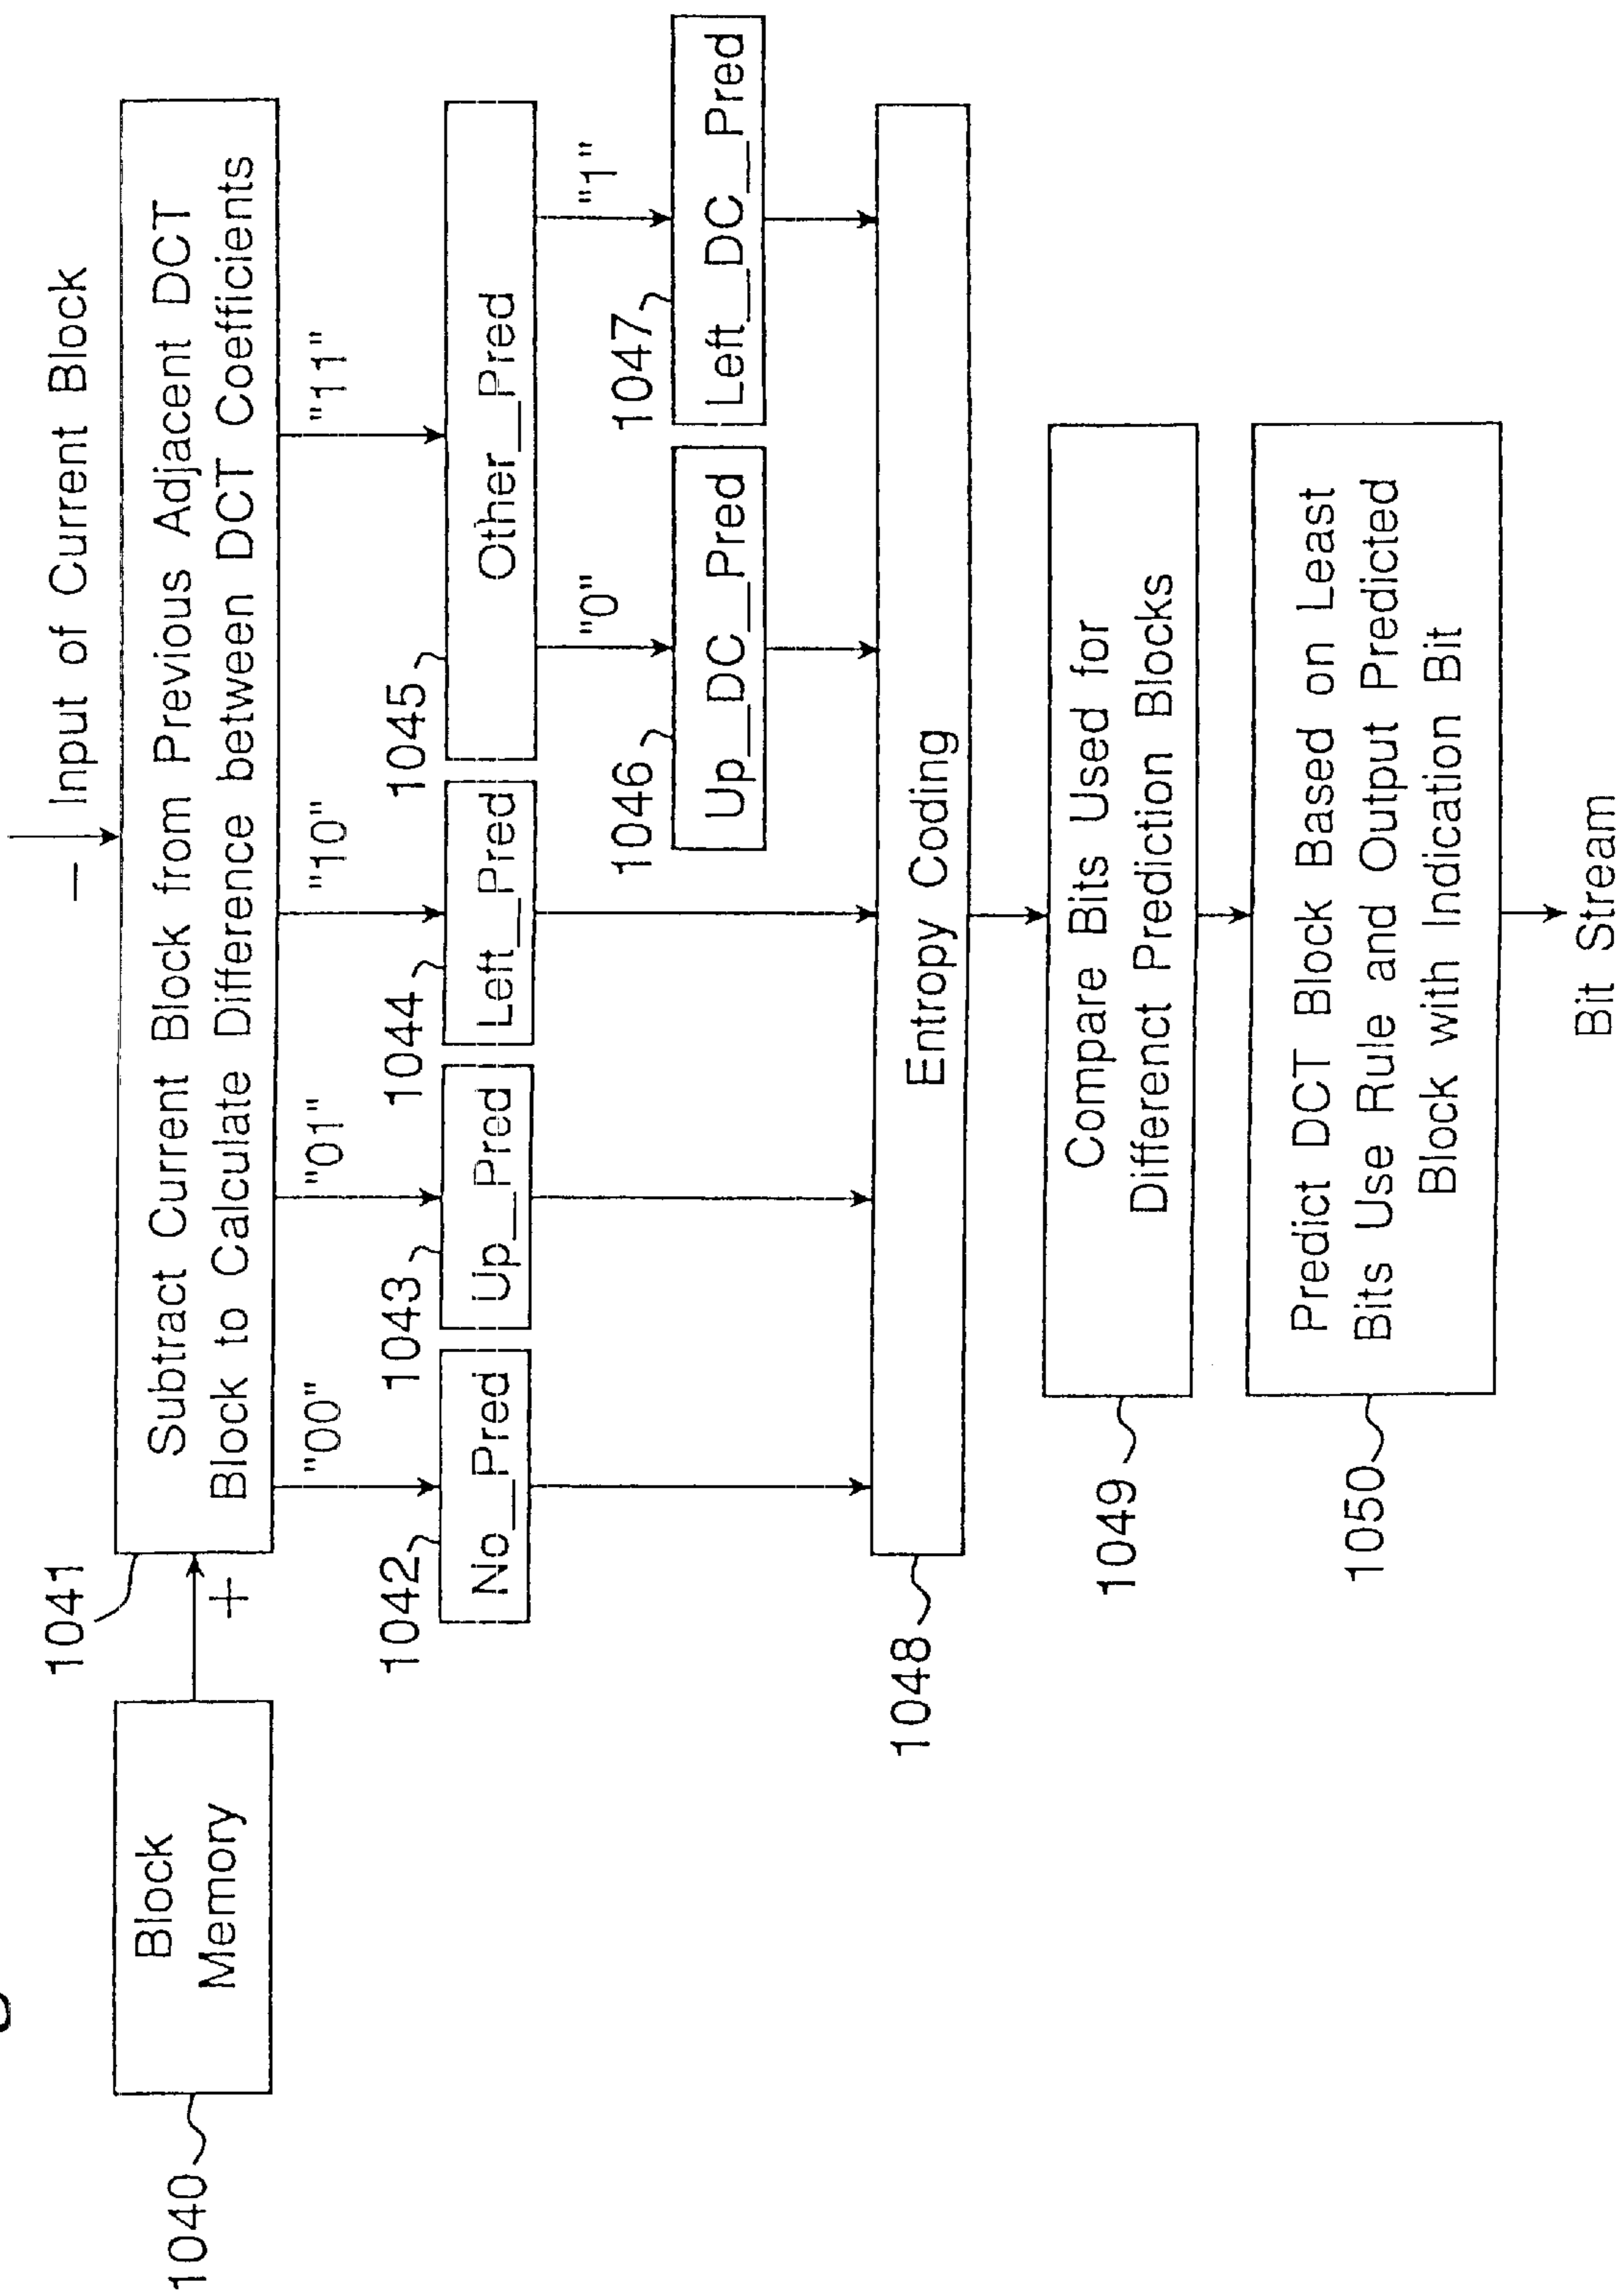 — Input of Current Block
1041
Subtract Current Block from Previous Adjacent DCT
Block to Calculate Difference between DCT Coefficients
1040
Block
Memory
+
"00"
"01"
"10"
"11"
1042
No_Pred
1043
Up_Pred
1044
Left_Pred
1045
Other_Pred
"0"
"1"
1046
Up_DC_Pred
1047
Left_DC_Pred
1048
Entropy Coding
1049
Compare Bits Used for
Differenct Prediction Blocks
1050
Predict DCT Block Based on Least
Bits Use Rule and Output Predicted
Block with Indication Bit
Bit Stream